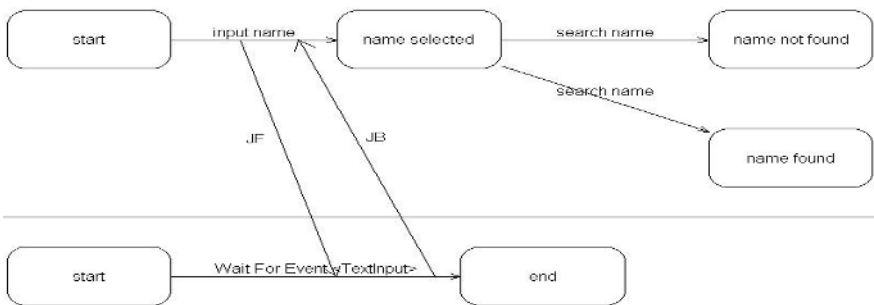 start
input name
name selected
search name
name not found
search name
name found
JF
JB
start
Wait For Event:<TextInput>
end